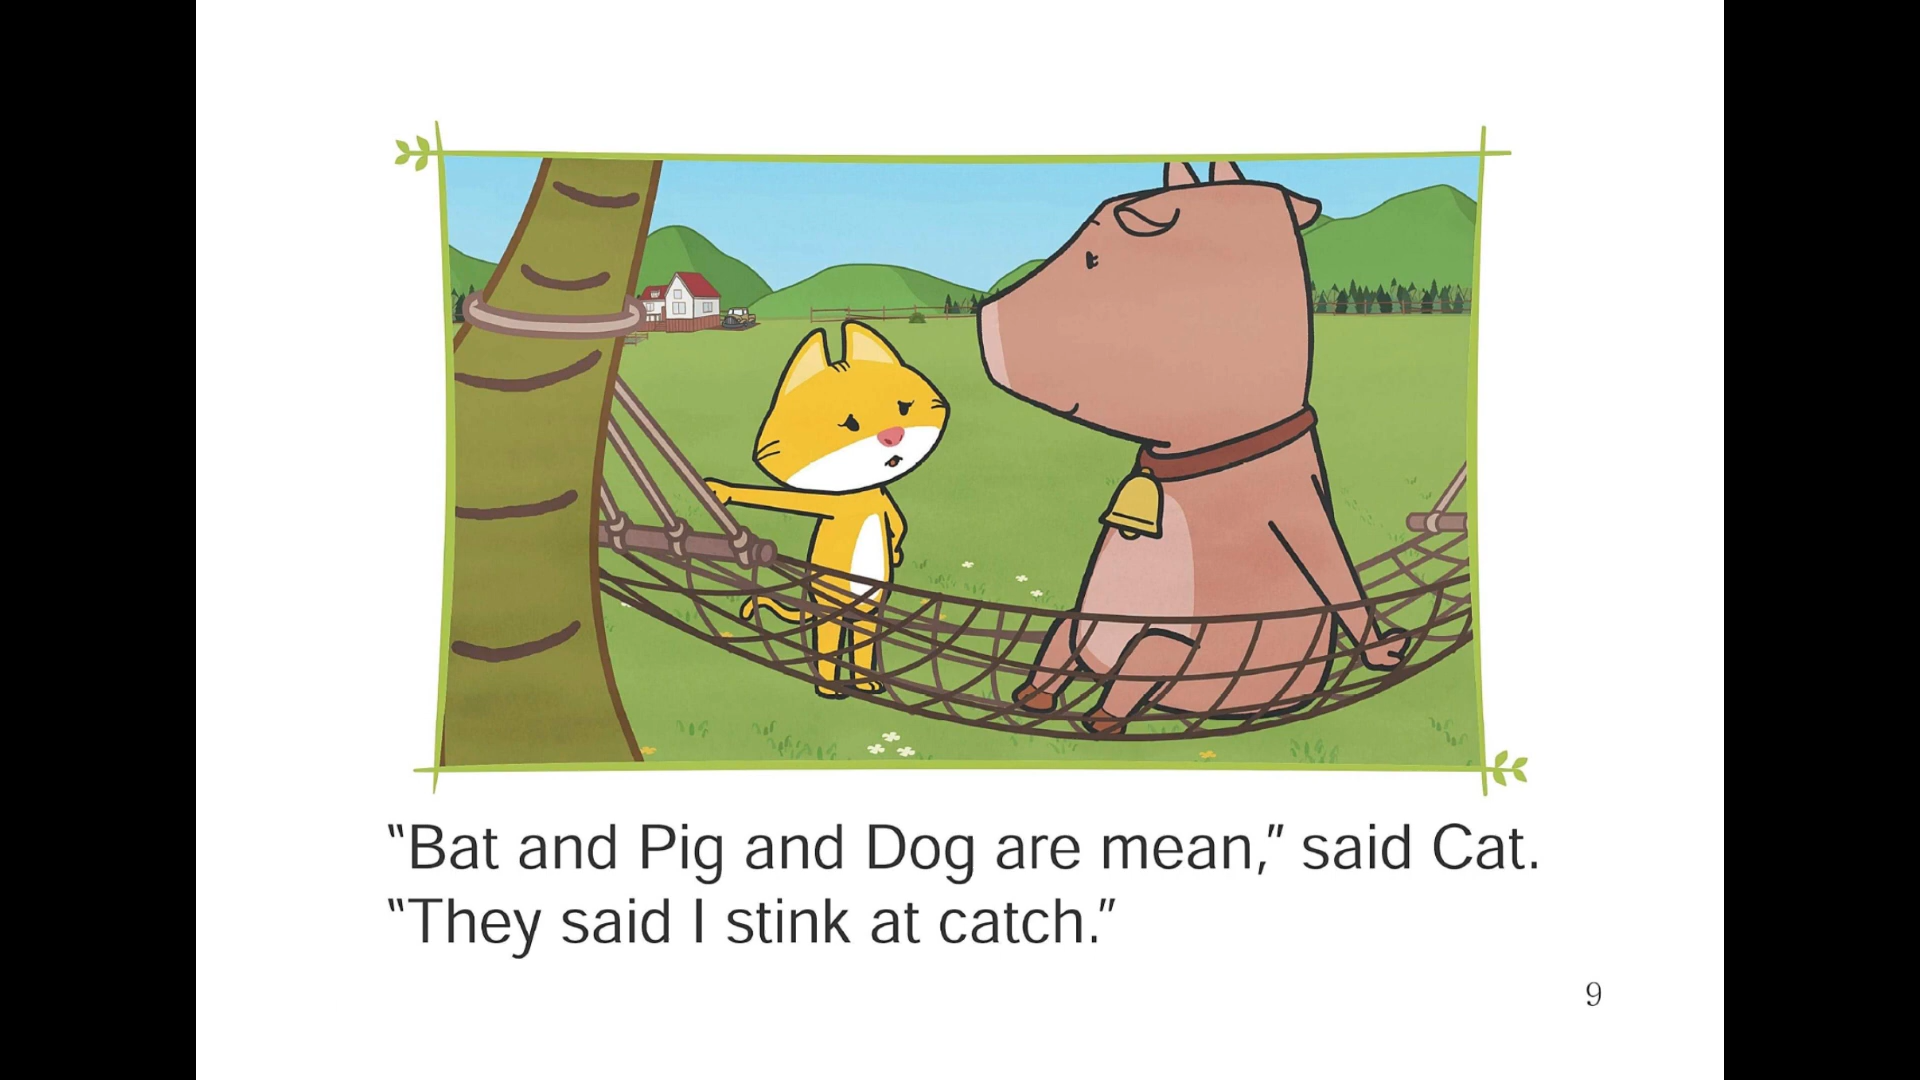 “Bat and Pig and Dog are mean,” said Cat.
“They said I stink at catch.”
9